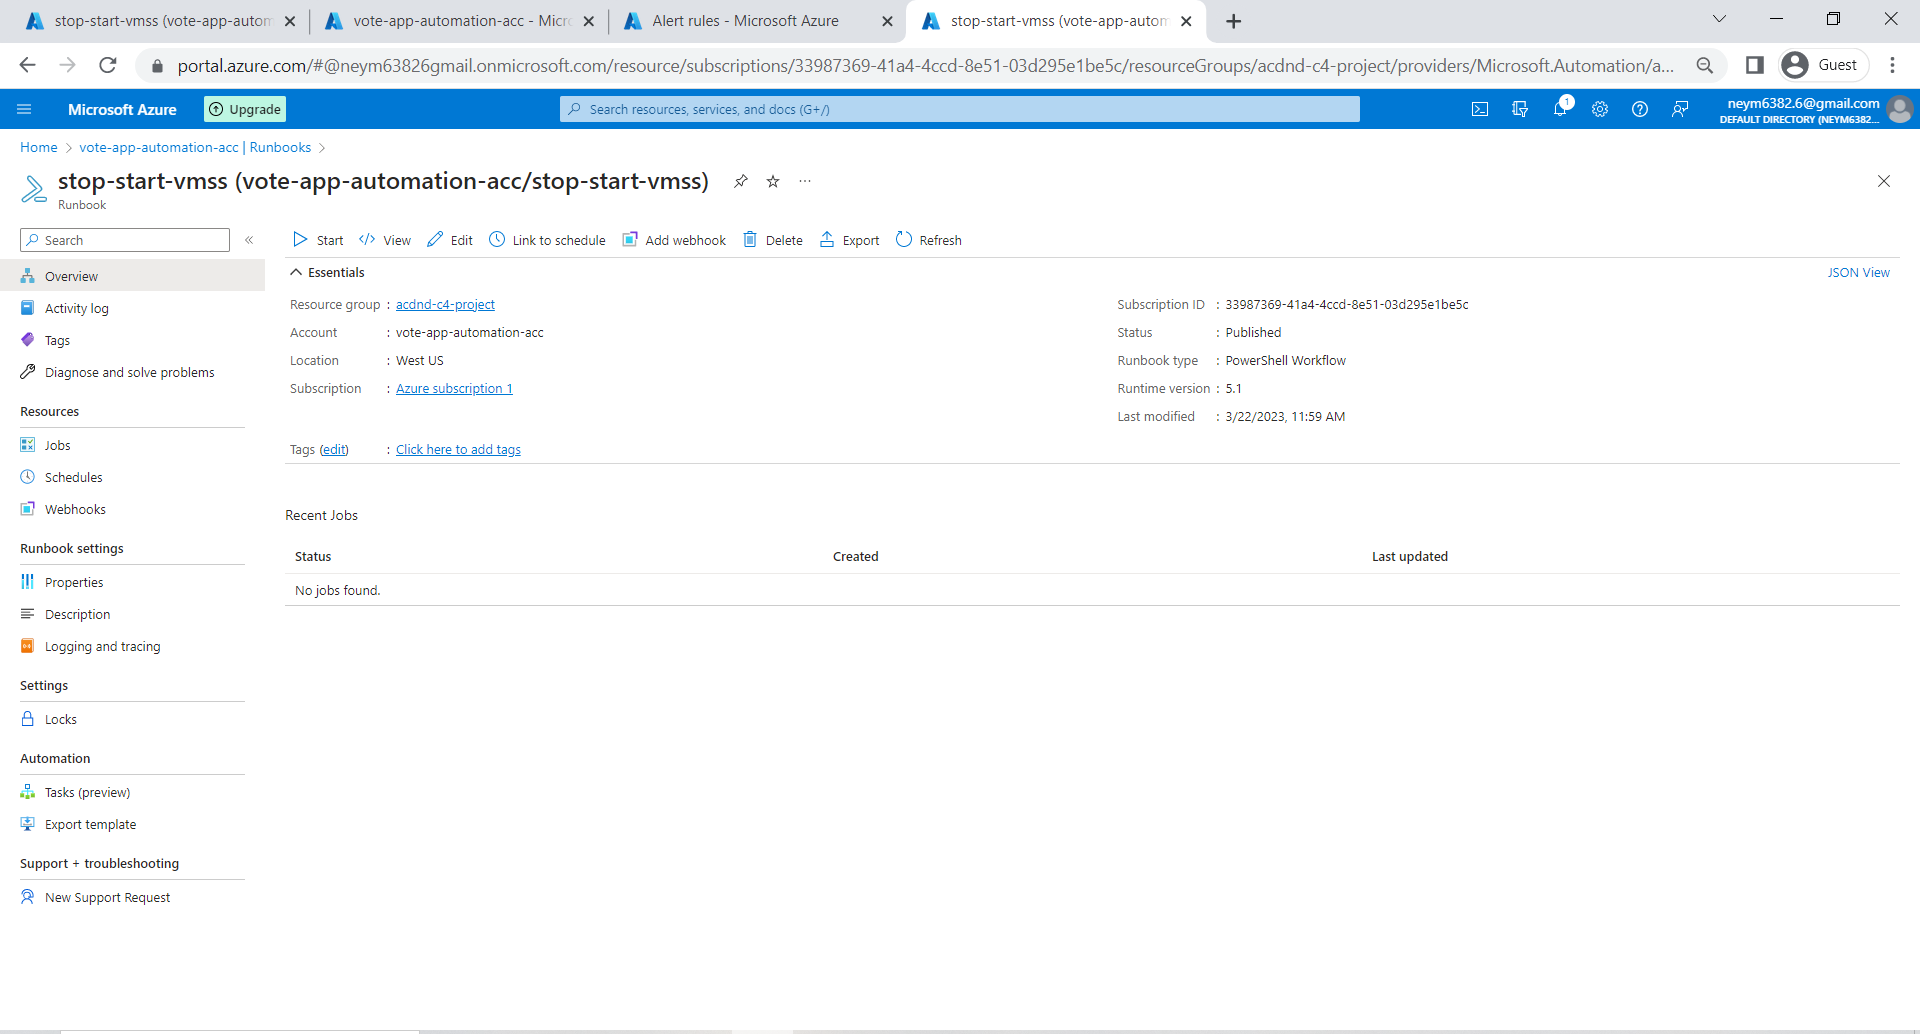 stop-start-vmss (vote-app-autom
vote-app-automation-acc - Micr
Alert rules - Microsoft Azure
stop-start-vmss (vote-app-autom
portal.azure.com/#@neym63826gmail.onmicrosoft.com/resource/subscriptions/33987369-41a4-4ccd-8e51-03d295e1be5c/resourceGroups/acdnd-c4-project/providers/Microsoft.Automation/a...
Guest
Microsoft Azure
Upgrade
Search resources, services, and docs (G+/)
1
neym6382.6@gmail.com
DEFAULT DIRECTORY (NEYM6382...
Home > vote-app-automation-acc | Runbooks >
stop-start-vmss (vote-app-automation-acc/stop-start-vmss)
...
Runbook
Search
«
Start
View
Edit
Link to schedule
Add webhook
Delete
Export
Refresh
Overview
Activity log
Tags
Diagnose and solve problems
Resources
Jobs
Schedules
Webhooks
Runbook settings
Properties
Description
Logging and tracing
Settings
Locks
Automation
Tasks (preview)
Export template
Support + troubleshooting
New Support Request
Essentials
JSON View
Resource group : acdnd-c4-project
Account : vote-app-automation-acc
Location : West US
Subscription : Azure subscription 1
Subscription ID : 33987369-41a4-4ccd-8e51-03d295e1be5c
Status : Published
Runbook type : PowerShell Workflow
Runtime version : 5.1
Last modified : 3/22/2023, 11:59 AM
Tags (edit) : Click here to add tags
Recent Jobs
Status Created Last updated
No jobs found.